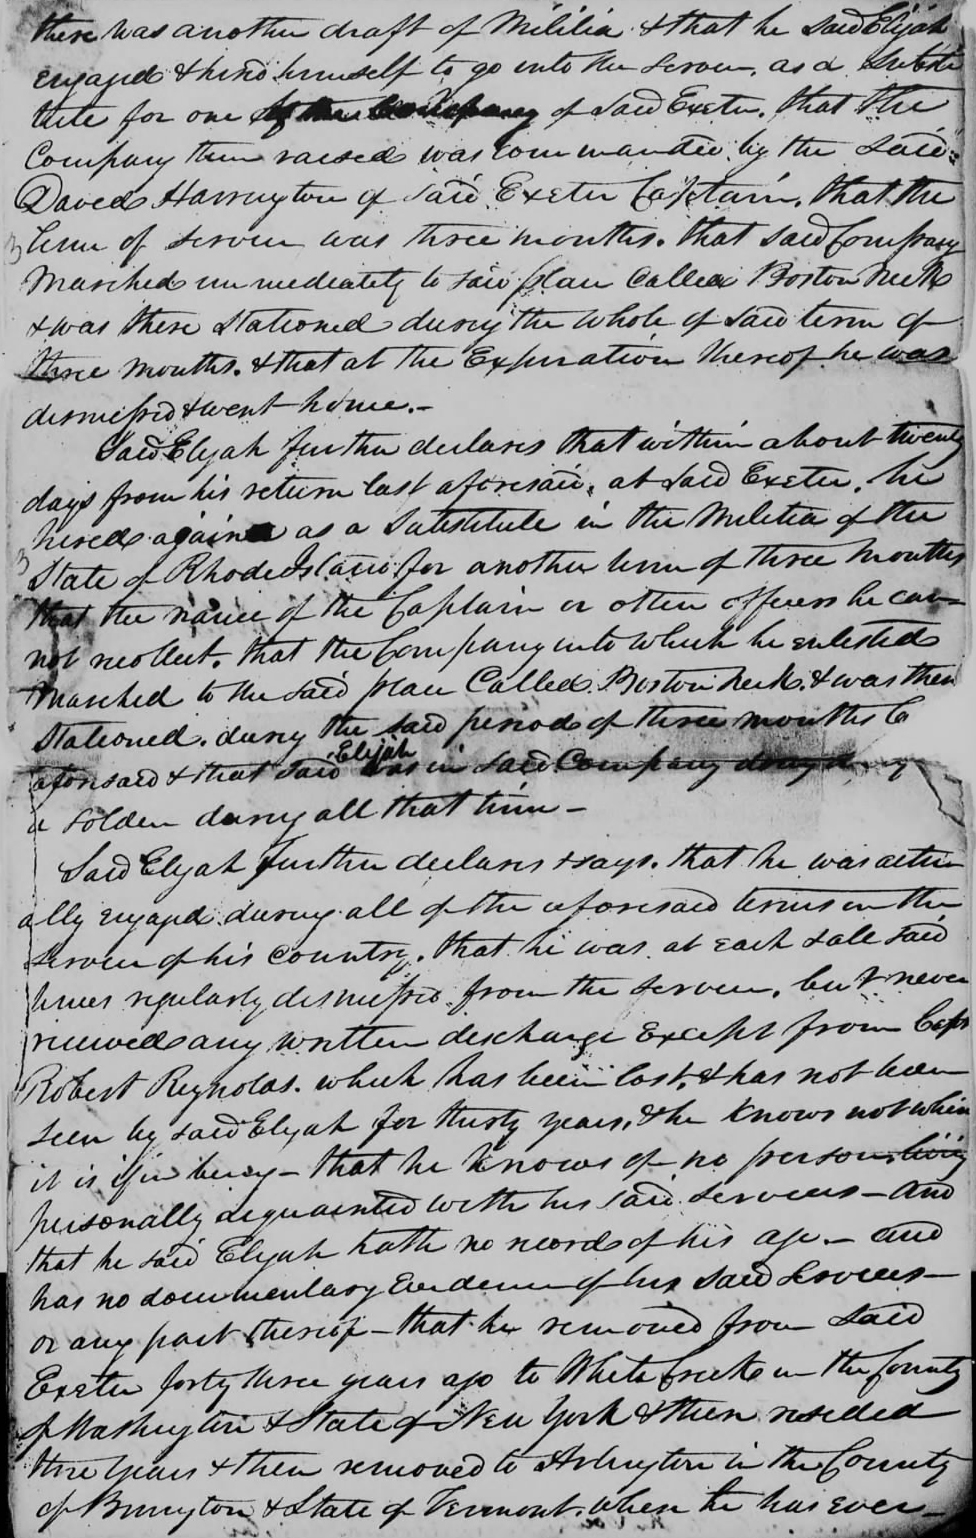 there was another draft of Militia & that he said Elijah
engaged & hired himself to go into the service, as a Substi
tute for one of the Company of said Exeter. that the
Company then raised was commanded by the said
David Harrington of said Exeter Captain. that the
3 term of service was three months. that said Company
Marched immediately to said place called Boston Neck
& was there Stationed during the whole of said term of
three months. & that at the Expiration thereof he was
dismissed & went home.-
Said Elijah further declares that within about twenty
days from his return last aforesaid, at said Exeter, he
hired again as a Substitute in the Militia of the
3 State of Rhode Island for another term of three months
that the name of the Captain or other officers he can-
not recollect. that the Company into which he enlisted
Marched to the said place Called Boston Neck. & was then
Stationed. during the said period of three months
aforesaid & that said Elijah was in said Company
a soldier during all that time -
Said Elijah further declares & says. that he was actu
ally engaged during all of the aforesaid terms in the
service of his country. that he was at each
times regularly dismissed from the service. but never
received any written discharge Except from Capt
Robert Reynolds. which has been lost, & has not been
seen by said Elijah for thirty years, & he knows not where
it is if in being - that he knows of no person living
personally acquainted with his said services - and
that he said Elijah hath no record of his age. - and
has no documentary Evidence of his said services -
or any part thereof - that he removed from said
Exeter forty three years ago to White Creek in the County
of Washington & State of New York & then resided
three years & then removed to Arlington in the County
of Bennington & State of Vermont. where he has ever -